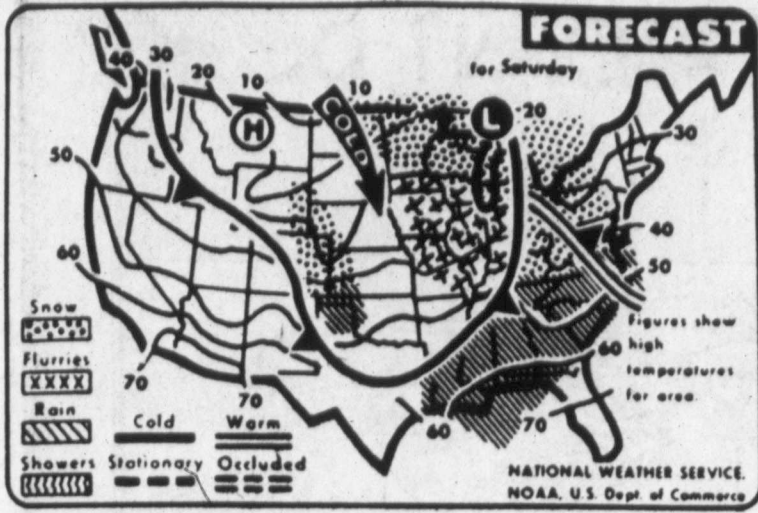 FORECAST
for Saturday
40 30 20 10 10 20 30
H
COLD
L
50
60
40
50
Figures show
high
temperatures
for area.
60
70 70 60 70
Snow
Flurries
XXXX
Rain
Showers
Cold Warm
Stationary Occluded
NATIONAL WEATHER SERVICE,
NOAA, U.S. Dept. of Commerce